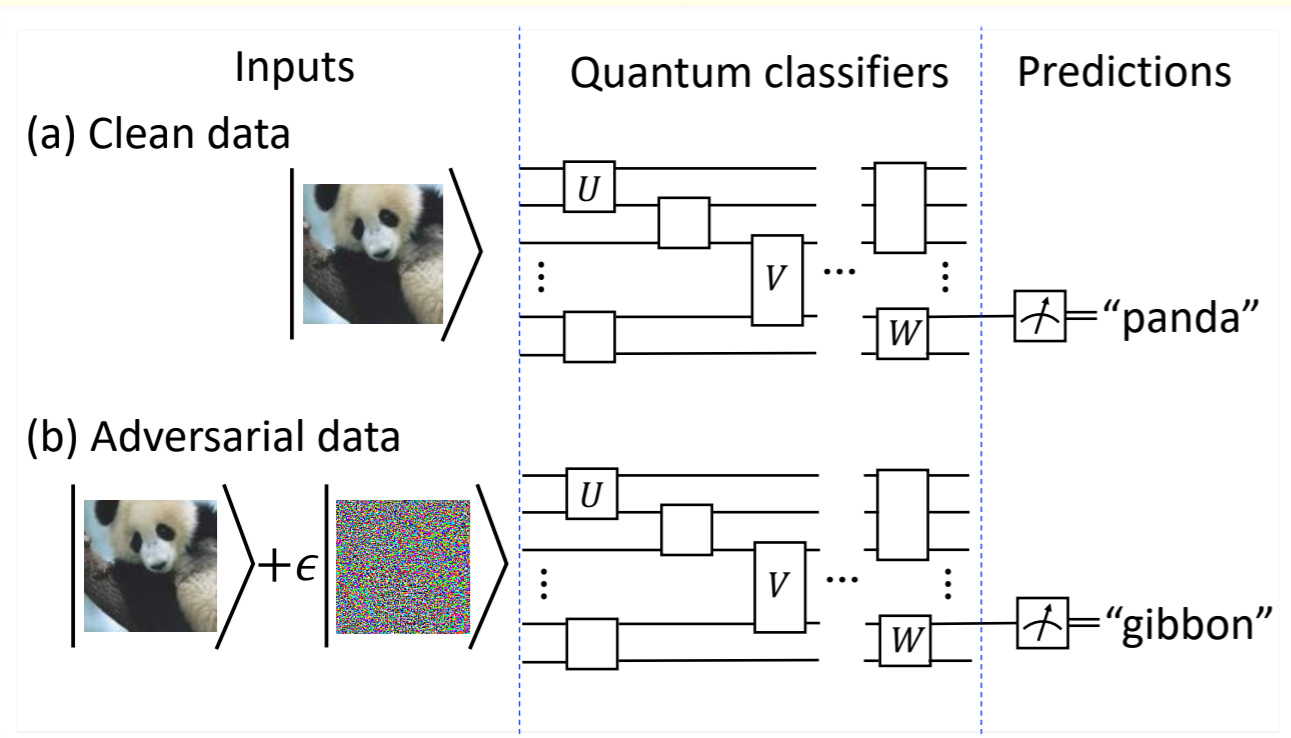 Inputs
Quantum classifiers
Predictions
(a) Clean data
U
V
...
W
“panda”
(b) Adversarial data
+ϵ
U
V
...
W
“gibbon”